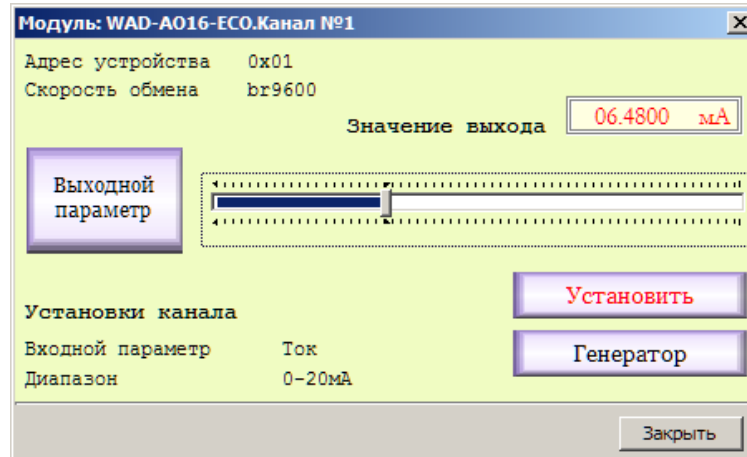 Модуль: WAD-AO16-ECO.Канал №1
Адрес устройства 0x01
Скорость обмена br9600
Значение выхода 06.4800 мА
Выходной
параметр
Установить
Установки канала
Входной параметр Ток
Генератор
Диапазон 0-20мА
Закрыть